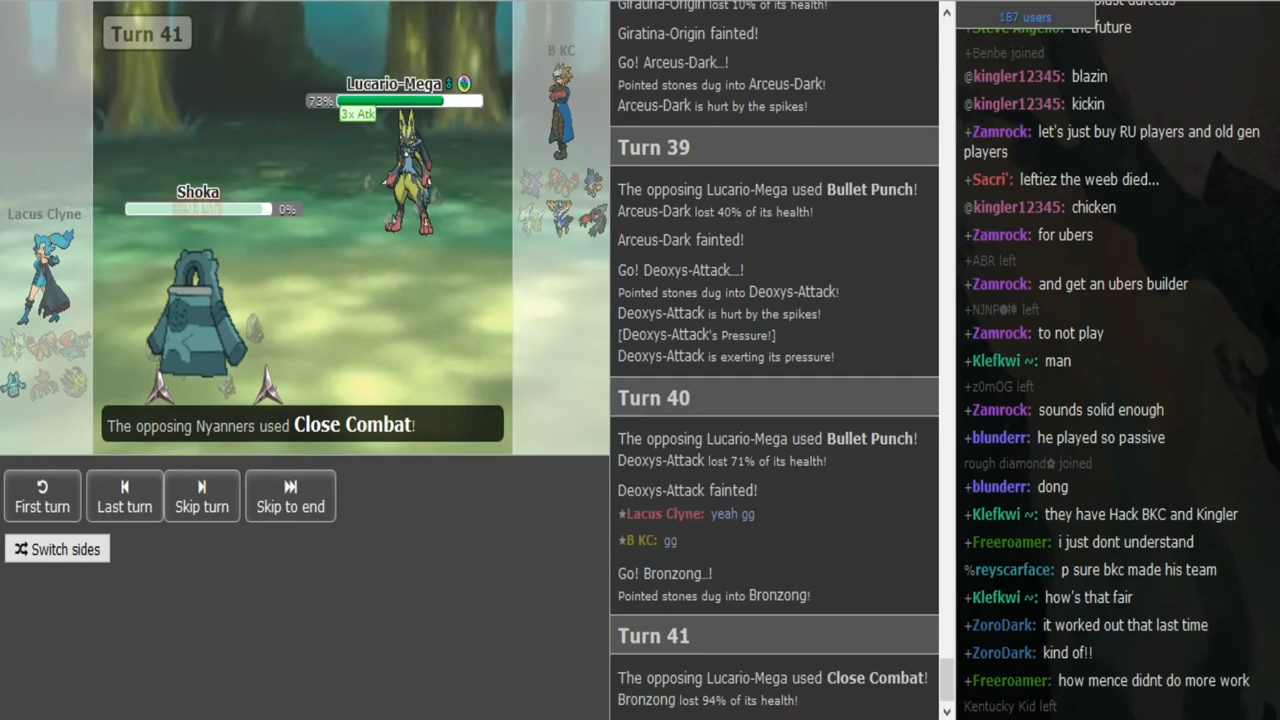 Turn 41
Lucario-Mega
73%
3x Atk
Shoka
0%
Lacus Clyne
B KC
The opposing Nyanners used Close Combat!
First turn
Last turn
Skip turn
Skip to end
Switch sides
Giratina-Origin lost 10% of its health!
Giratina-Origin fainted!
Go! Arceus-Dark...!
Pointed stones dug into Arceus-Dark!
Arceus-Dark is hurt by the spikes!
Turn 39
The opposing Lucario-Mega used Bullet Punch!
Arceus-Dark lost 40% of its health!
Arceus-Dark fainted!
Go! Deoxys-Attack...!
Pointed stones dug into Deoxys-Attack!
Deoxys-Attack is hurt by the spikes!
[Deoxys-Attack's Pressure!]
Deoxys-Attack is exerting its pressure!
Turn 40
The opposing Lucario-Mega used Bullet Punch!
Deoxys-Attack lost 71% of its health!
Deoxys-Attack fainted!
★Lacus Clyne: yeah gg
★B KC: gg
Go! Bronzong...!
Pointed stones dug into Bronzong!
Turn 41
The opposing Lucario-Mega used Close Combat!
Bronzong lost 94% of its health!
187 users
+Steve Angello: the future
+Benbe joined
@kingler12345: blazin
@kingler12345: kickin
+Zamrock: let's just buy RU players and old gen
players
+Sacri': leftiez the weeb died...
@kingler12345: chicken
+Zamrock: for ubers
+ABR left
+Zamrock: and get an ubers builder
left
+Zamrock: to not play
+Klefkwi ~: man
+z0mOG left
+Zamrock: sounds solid enough
+blunderr: he played so passive
rough diamond✿ joined
+blunderr: dong
+Klefkwi ~: they have Hack BKC and Kingler
+Freeroamer: i just dont understand
%reyscarface: p sure bkc made his team
+Klefkwi ~: how's that fair
+ZoroDark: it worked out that last time
+ZoroDark: kind of!!
+Freeroamer: how mence didnt do more work
Kentucky Kid left